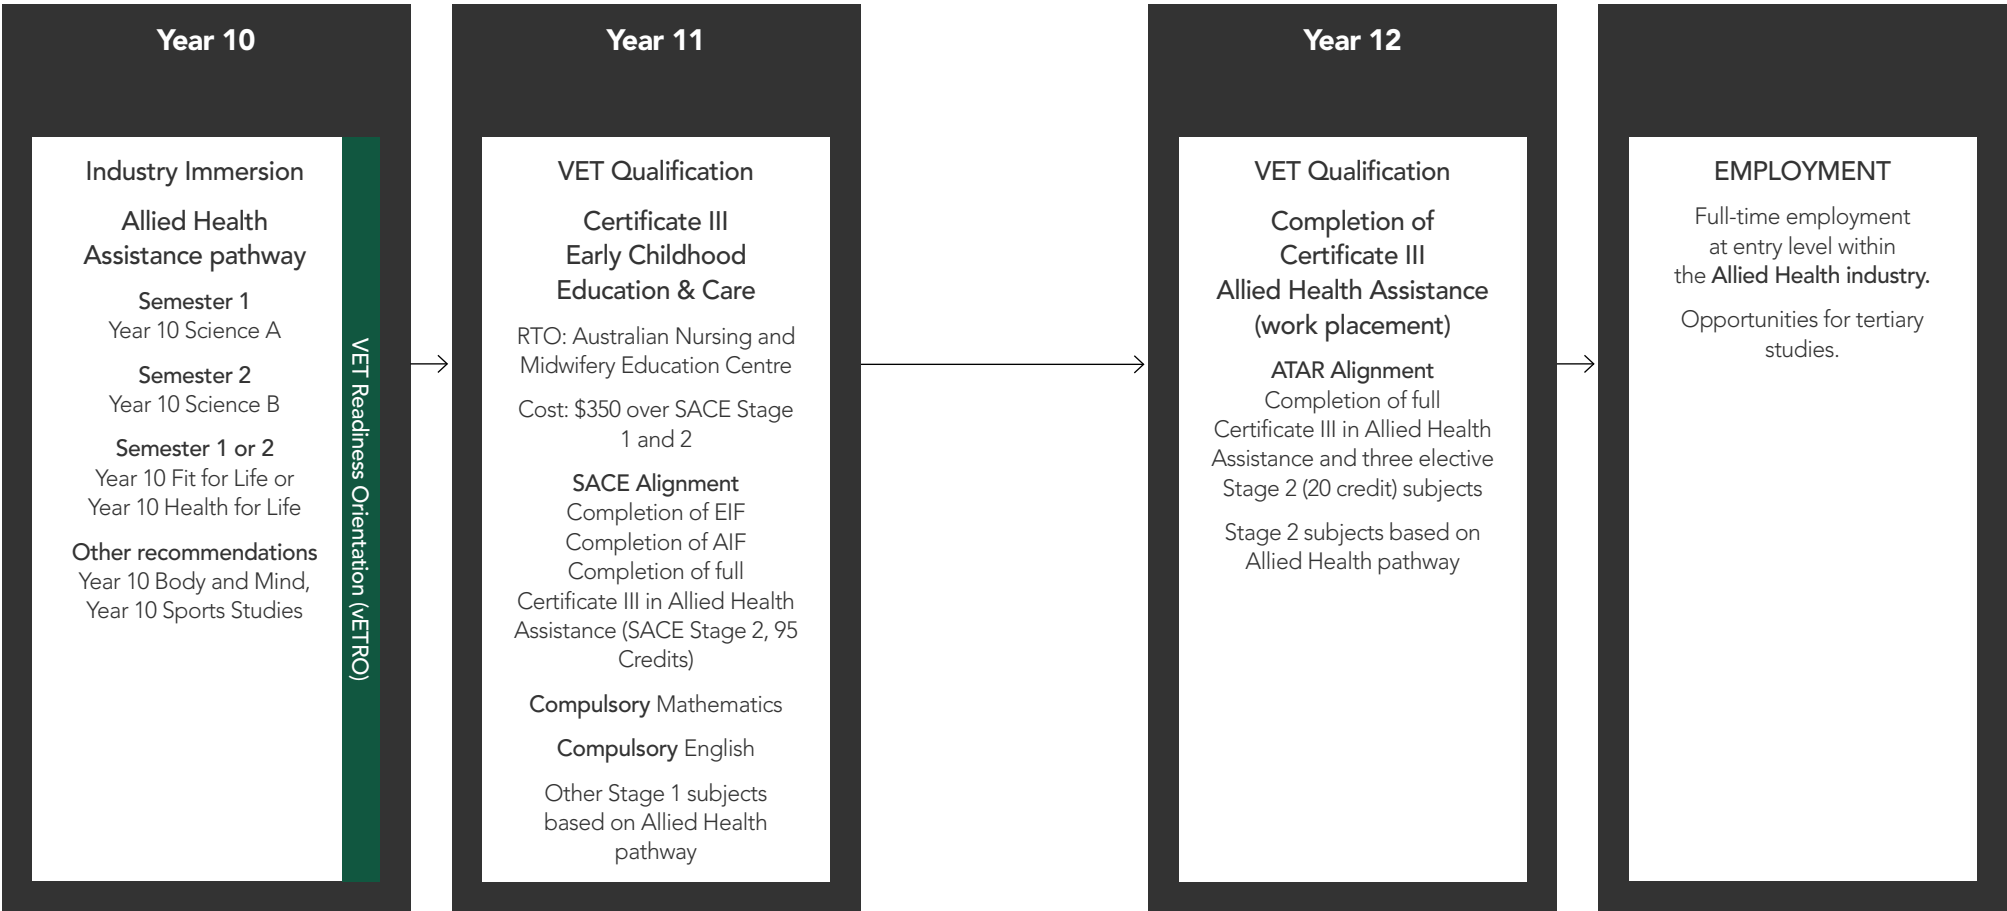 Year 10
Industry Immersion
Allied Health
Assistance pathway
Semester 1
Year 10 Science A
Semester 2
Year 10 Science B
Semester 1 or 2
Year 10 Fit for Life or
Year 10 Health for Life
Other recommendations
Year 10 Body and Mind,
Year 10 Sports Studies
VET Readiness Orientation (vETRO)
Year 11
VET Qualification
Certificate III
Early Childhood
Education & Care
RTO: Australian Nursing and
Midwifery Education Centre
Cost: $350 over SACE Stage
1 and 2
SACE Alignment
Completion of EIF
Completion of AIF
Completion of full
Certificate III in Allied Health
Assistance (SACE Stage 2, 95
Credits)
Compulsory Mathematics
Compulsory English
Other Stage 1 subjects
based on Allied Health
pathway
Year 12
VET Qualification
Completion of
Certificate III
Allied Health Assistance
(work placement)
ATAR Alignment
Completion of full
Certificate III in Allied Health
Assistance and three elective
Stage 2 (20 credit) subjects
Stage 2 subjects based on
Allied Health pathway
EMPLOYMENT
Full-time employment
at entry level within
the Allied Health industry.
Opportunities for tertiary
studies.